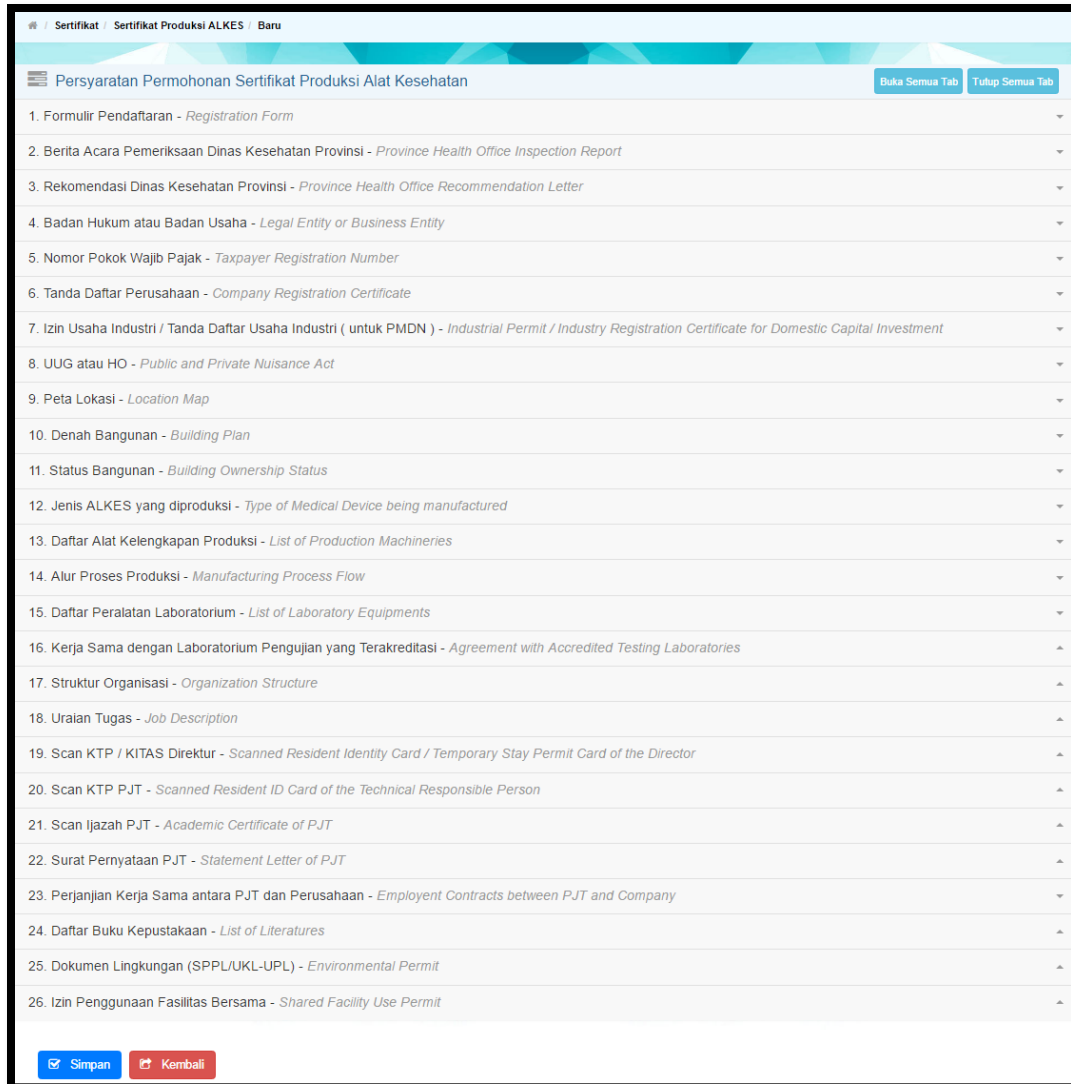 / Sertifikat / Sertifikat Produksi ALKES / Baru
Persyaratan Permohonan Sertifikat Produksi Alat Kesehatan
Buka Semua Tab Tutup Semua Tab
1. Formulir Pendaftaran - Registration Form
2. Berita Acara Pemeriksaan Dinas Kesehatan Provinsi - Province Health Office Inspection Report
3. Rekomendasi Dinas Kesehatan Provinsi - Province Health Office Recommendation Letter
4. Badan Hukum atau Badan Usaha - Legal Entity or Business Entity
5. Nomor Pokok Wajib Pajak - Taxpayer Registration Number
6. Tanda Daftar Perusahaan - Company Registration Certificate
7. Izin Usaha Industri / Tanda Daftar Usaha Industri ( untuk PMDN ) - Industrial Permit / Industry Registration Certificate for Domestic Capital Investment
8. UUG atau HO - Public and Private Nuisance Act
9. Peta Lokasi - Location Map
10. Denah Bangunan - Building Plan
11. Status Bangunan - Building Ownership Status
12. Jenis ALKES yang diproduksi - Type of Medical Device being manufactured
13. Daftar Alat Kelengkapan Produksi - List of Production Machineries
14. Alur Proses Produksi - Manufacturing Process Flow
15. Daftar Peralatan Laboratorium - List of Laboratory Equipments
16. Kerja Sama dengan Laboratorium Pengujian yang Terakreditasi - Agreement with Accredited Testing Laboratories
17. Struktur Organisasi - Organization Structure
18. Uraian Tugas - Job Description
19. Scan KTP / KITAS Direktur - Scanned Resident Identity Card / Temporary Stay Permit Card of the Director
20. Scan KTP PJT - Scanned Resident ID Card of the Technical Responsible Person
21. Scan Ijazah PJT - Academic Certificate of PJT
22. Surat Pernyataan PJT - Statement Letter of PJT
23. Perjanjian Kerja Sama antara PJT dan Perusahaan - Employent Contracts between PJT and Company
24. Daftar Buku Kepustakaan - List of Literatures
25. Dokumen Lingkungan (SPPL/UKL-UPL) - Environmental Permit
26. Izin Penggunaan Fasilitas Bersama - Shared Facility Use Permit
Simpan Kembali